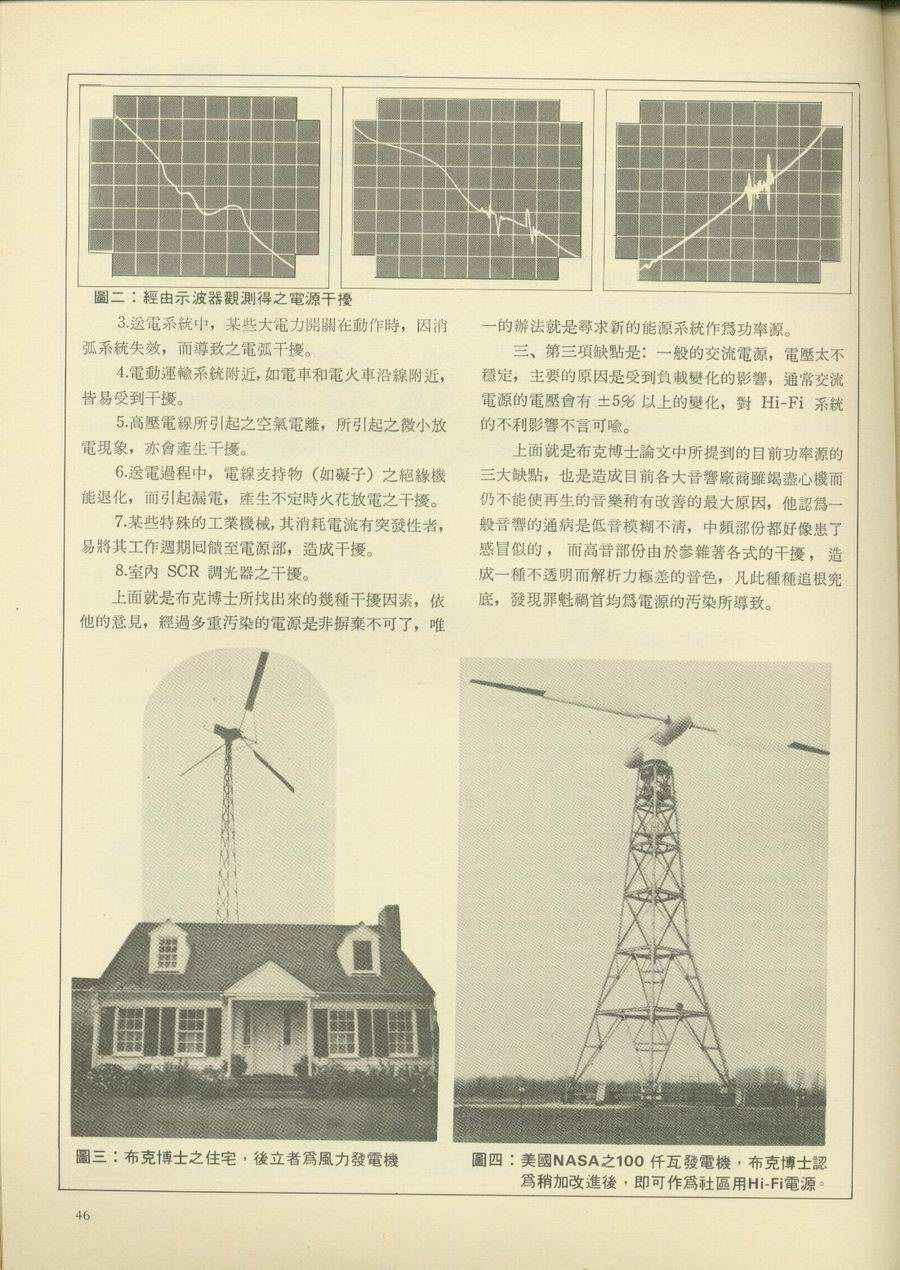 圖二：經由示波器觀測得之電源干擾
3.送電系統中，某些大電力開關在動作時，因消
弧系統失效，而導致之電弧干擾。
4.電動運輸系統附近，如電車和電火車沿線附近，
皆易受到干擾。
5.高壓電線所引起之空氣電離，所引起之微小放
電現象，亦會產生干擾。
6.送電過程中，電線支持物（如礙子）之絕緣機
能退化，而引起漏電，產生不定時火花放電之干擾。
7.某些特殊的工業機械，其消耗電流有突發性者，
易將其工作週期回饋至電源部，造成干擾。
8.室內 SCR 調光器之干擾。
上面就是布克博士所找出來的幾種干擾因素，依
他的意見，經過多重汚染的電源是非摒棄不可了，唯
一的辦法就是尋求新的能源系統作爲功率源。
三、第三項缺點是：一般的交流電源，電壓太不
穩定，主要的原因是受到負載變化的影響，通常交流
電源的電壓會有 ±5% 以上的變化，對 Hi-Fi 系統
的不利影響不言可喩。
上面就是布克博士論文中所提到的目前功率源的
三大缺點，也是造成目前各大音響廠商雖竭盡心機而
仍不能使再生的音樂稍有改善的最大原因，他認爲一
般音響的通病是低音模糊不清，中頻部份都好像患了
感冒似的，而高音部份由於參雜著各式的干擾，造
成一種不透明而解析力極差的音色，凡此種種追根究
底，發現罪魁禍首均爲電源的汚染所導致。
圖三：布克博士之住宅，後立者爲風力發電機
圖四：美國NASA之100 仟瓦發電機，布克博士認
爲稍加改進後，即可作爲社區用Hi-Fi電源。
46